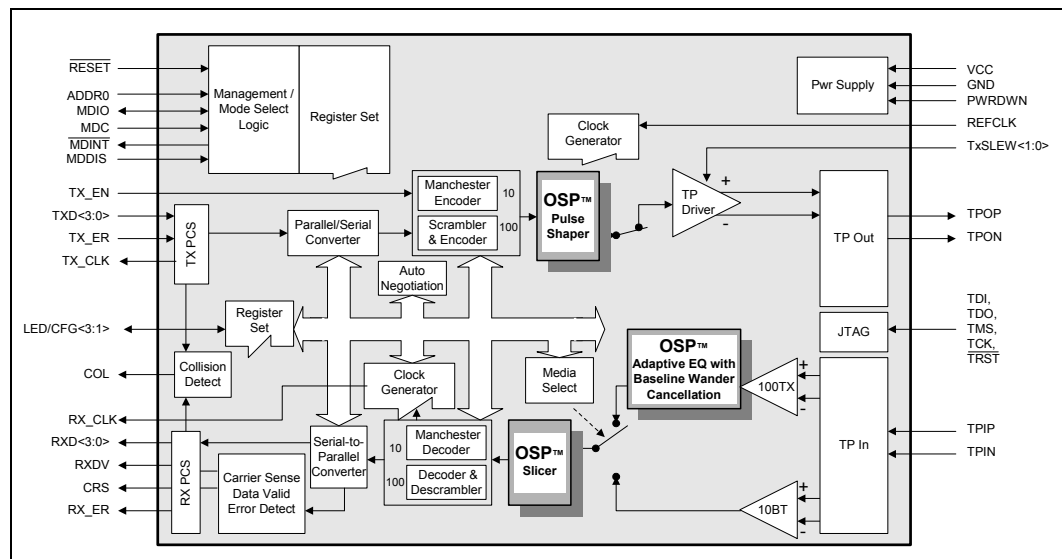 RESET
ADDR0
MDIO
MDC
MDINT
MDDIS
TX_EN
TXD<3:0>
TX_ER
TX_CLK
LED/CFG<3:1>
COL
RX_CLK
RXD<3:0>
RXDV
CRS
RX_ER
Management /
Mode Select
Logic
Register Set
TX PCS
Parallel/Serial
Converter
Manchester
Encoder
10
Scrambler
& Encoder
100
Clock
Generator
OSP™
Pulse
Shaper
TP
Driver
+
-
TP Out
Pwr Supply
VCC
GND
PWRDWN
REFCLK
TxSLEW<1:0>
TPOP
TPON
Auto
Negotiation
Register
Set
Collision
Detect
Clock
Generator
Media
Select
OSP™
Adaptive EQ with
Baseline Wander
Cancellation
100TX
+
-
JTAG
TDI,
TDO,
TMS,
TCK,
TRST
TP In
TPIP
TPIN
RX PCS
Carrier Sense
Data Valid
Error Detect
Serial-to-
Parallel
Converter
10
Manchester
Decoder
100
Decoder &
Descrambler
OSP™
Slicer
10BT
+
-